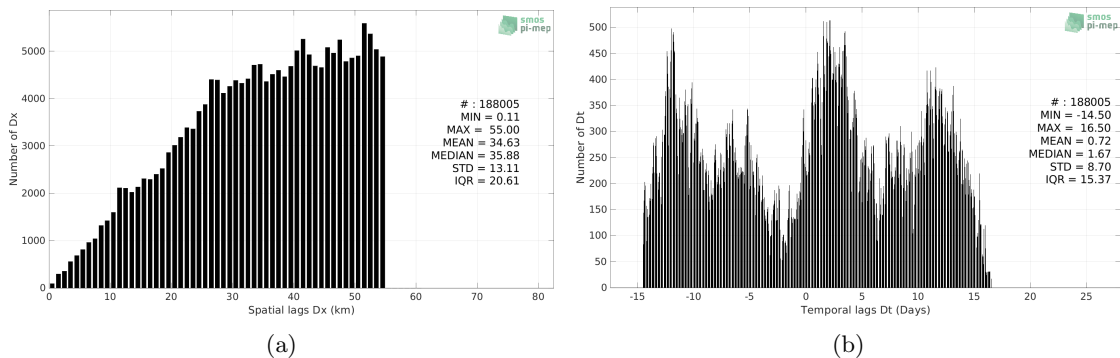 smos
pi-mep
5000
4000
3000
2000
1000
0
Number of Dx
# : 188005
MIN = 0.11
MAX = 55.00
MEAN = 34.63
MEDIAN = 35.88
STD = 13.11
IQR = 20.61
0 10 20 30 40 50 60 70 80
Spatial lags Dx (km)
(a)
smos
pi-mep
500
450
400
350
300
250
200
150
100
50
0
Number of Dt
# : 188005
MIN = -14.50
MAX = 16.50
MEAN = 0.72
MEDIAN = 1.67
STD = 8.70
IQR = 15.37
-15 -10 -5 0 5 10 15 20 25
Temporal lags Dt (Days)
(b)